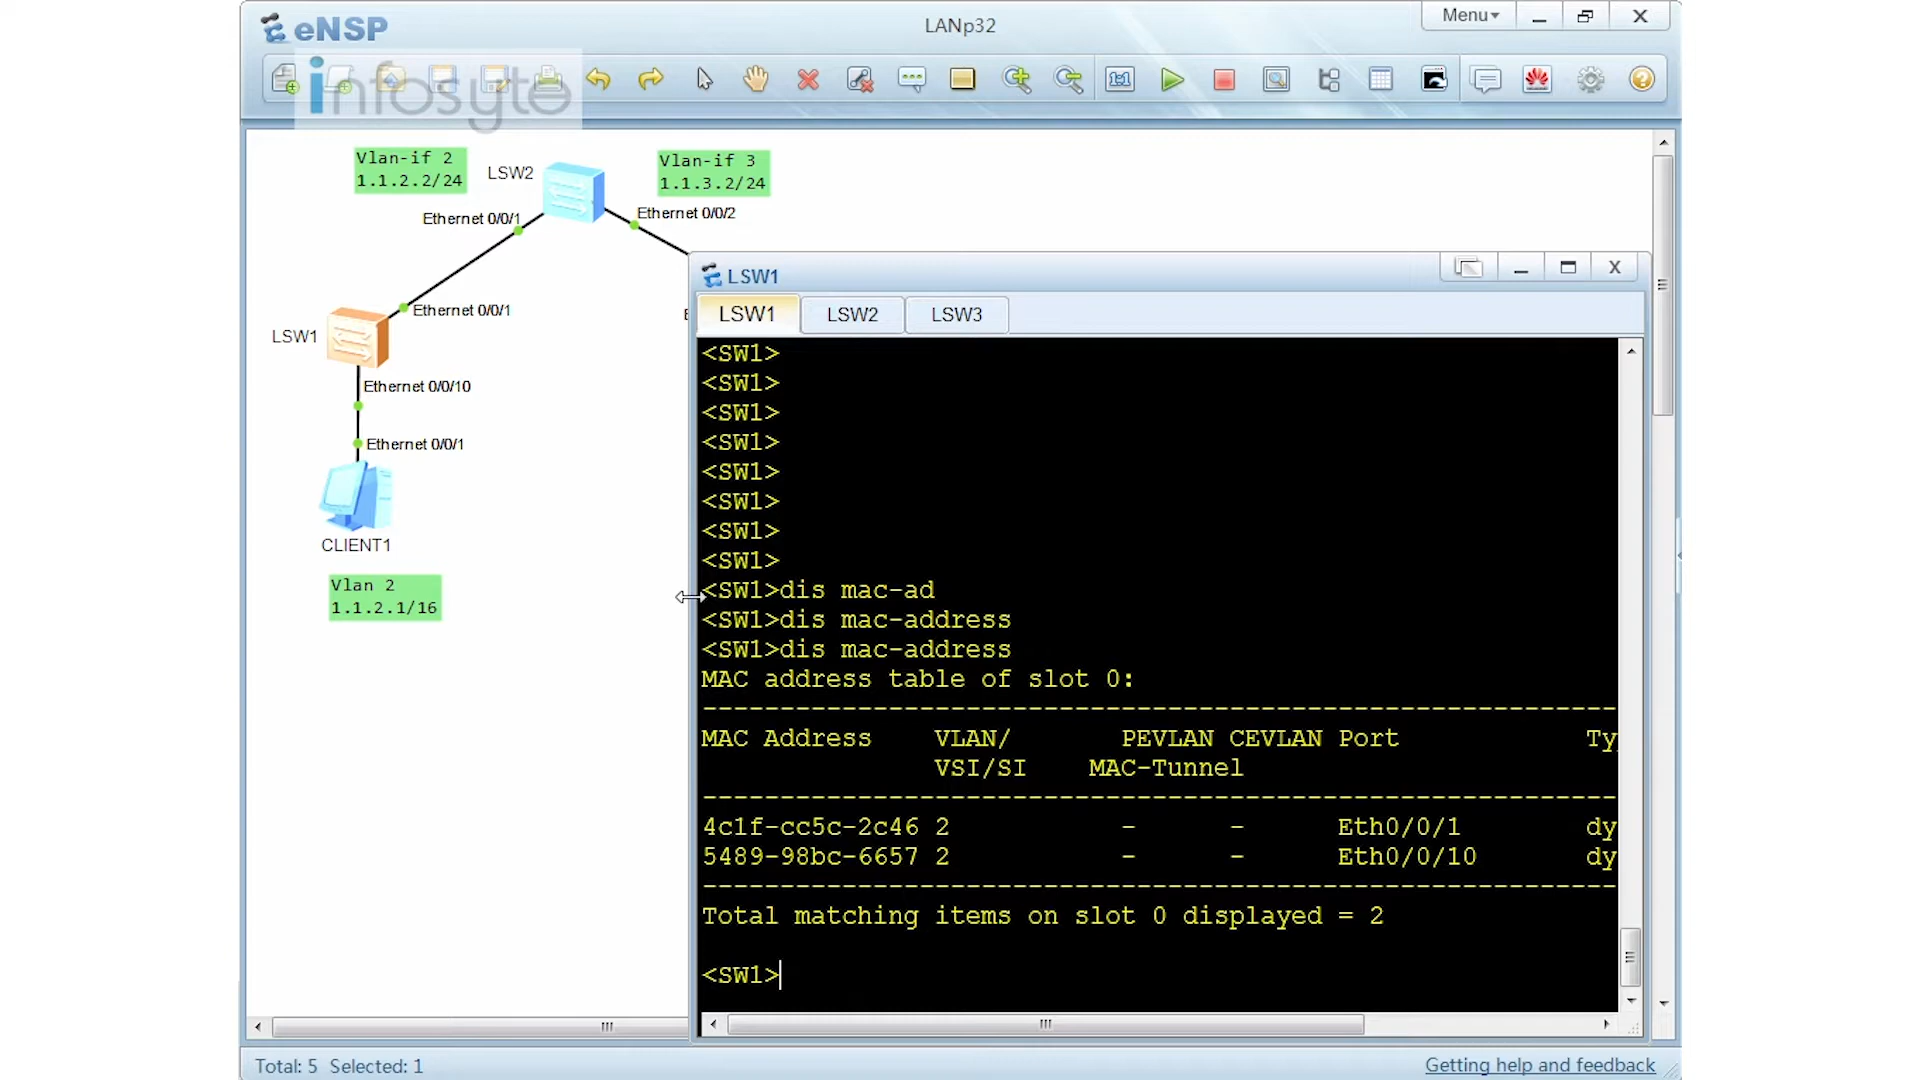 eNSP
LANp32
Menu
infosyte
Vlan-if 2
1.1.2.2/24
LSW2
Vlan-if 3
1.1.3.2/24
Ethernet 0/0/1
Ethernet 0/0/2
Ethernet 0/0/1
LSW1
Ethernet 0/0/10
Ethernet 0/0/1
CLIENT1
Vlan 2
1.1.2.1/16
LSW1
LSW1 LSW2 LSW3
<SW1>
<SW1>
<SW1>
<SW1>
<SW1>
<SW1>
<SW1>
<SW1>
<SW1>dis mac-ad
<SW1>dis mac-address
<SW1>dis mac-address
MAC address table of slot 0:
-----------------------------------------------------------
MAC Address VLAN/ PEVLAN CEVLAN Port Ty
VSI/SI MAC-Tunnel
-----------------------------------------------------------
4c1f-cc5c-2c46 2 - - Eth0/0/1 dy
5489-98bc-6657 2 - - Eth0/0/10 dy
-----------------------------------------------------------
Total matching items on slot 0 displayed = 2
<SW1>
Total: 5 Selected: 1
Getting help and feedback